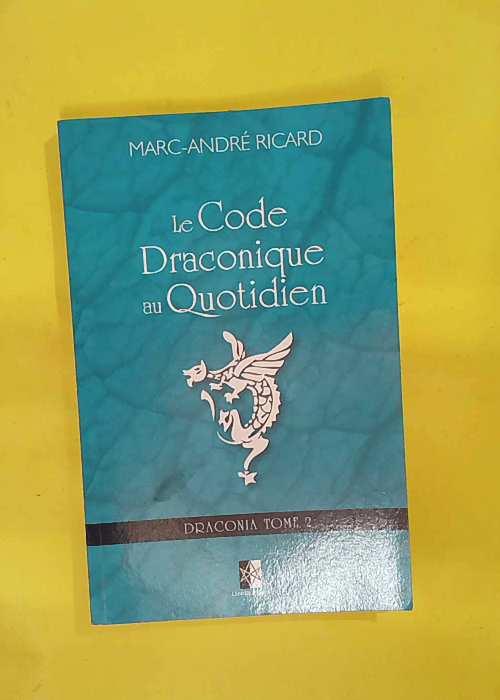 MARC-ANDRÉ RICARD
Le Code
Draconique
au Quotidien
DRACONIA TOME 2